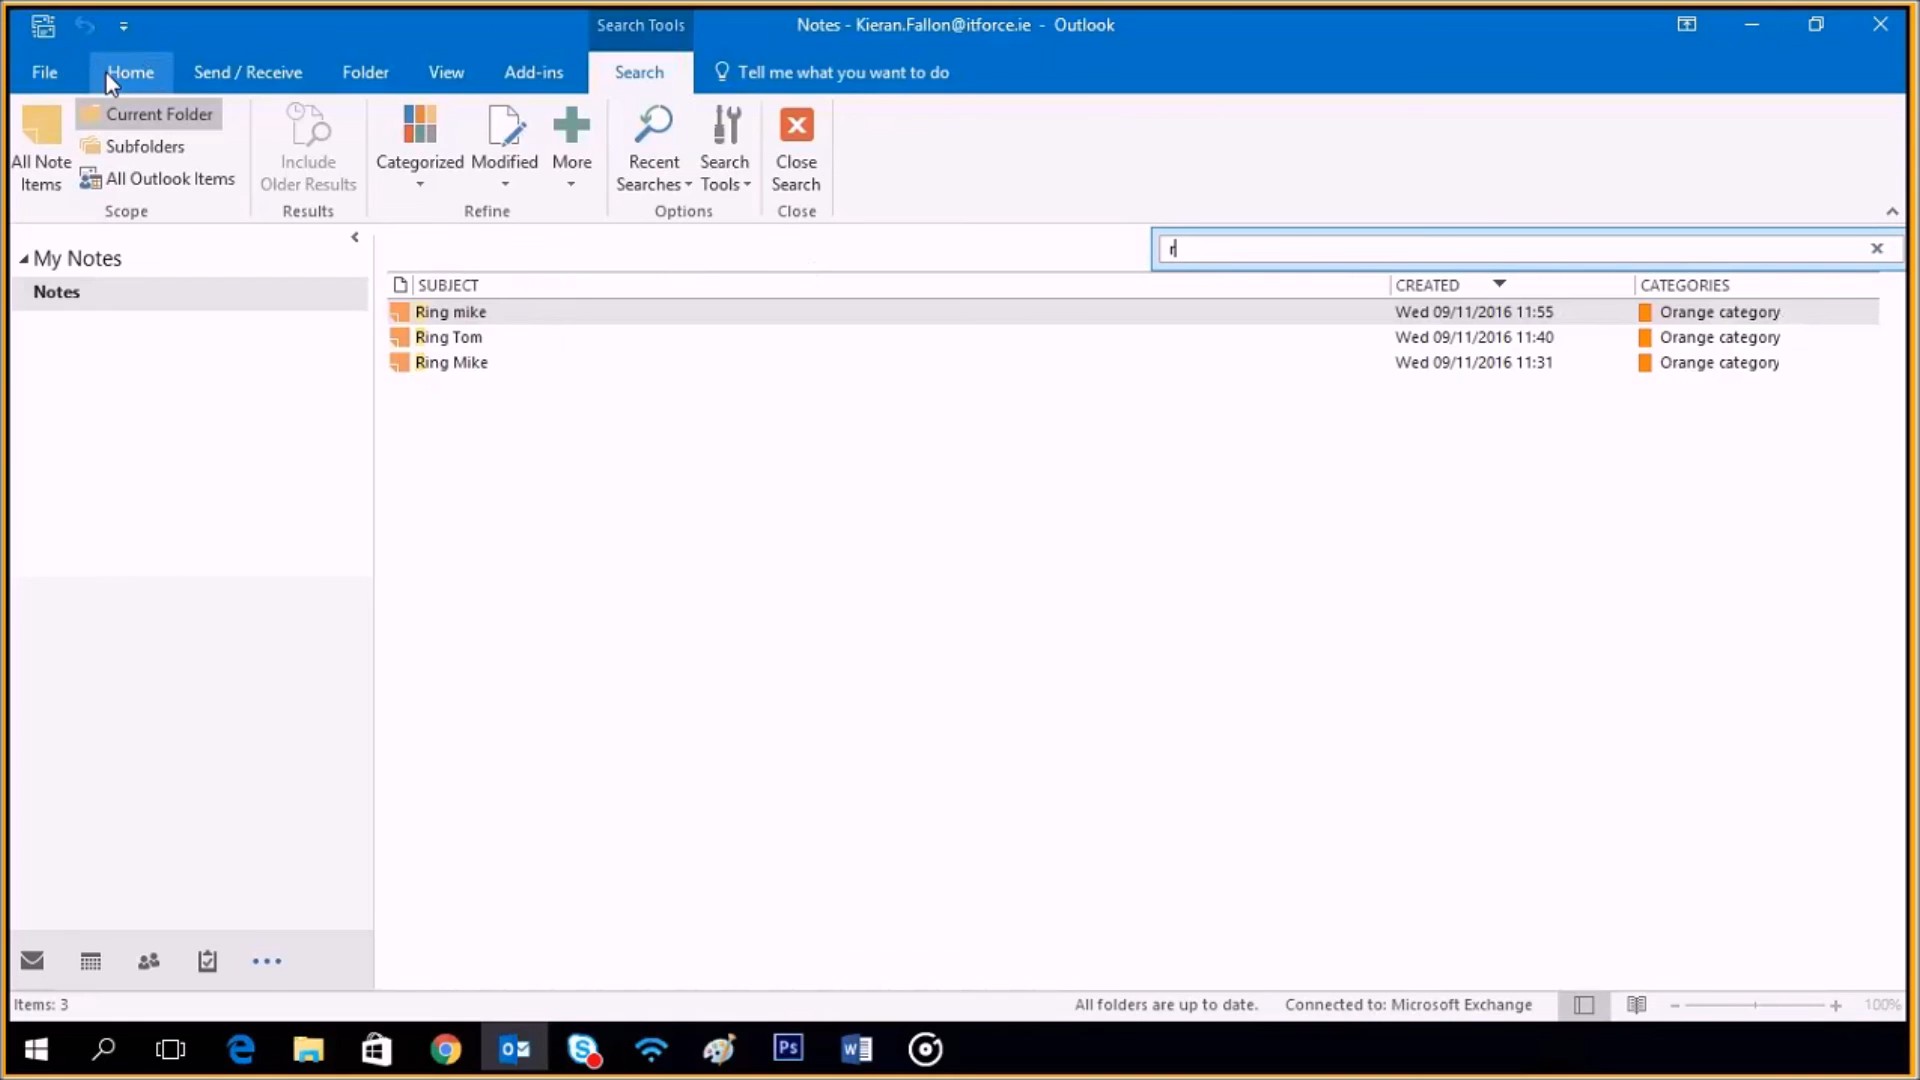 Search Tools
Notes - Kieran.Fallon@itforce.ie - Outlook
File Home Send / Receive Folder View Add-ins Search Tell me what you want to do
All Note Items
Current Folder
Subfolders
All Outlook Items
Scope
Include Older Results
Results
Categorized
Modified
More
Refine
Recent Searches
Search Tools
Options
Close Search
Close
r
My Notes
Notes
SUBJECT CREATED CATEGORIES
Ring mike Wed 09/11/2016 11:55 Orange category
Ring Tom Wed 09/11/2016 11:40 Orange category
Ring Mike Wed 09/11/2016 11:31 Orange category
Items: 3 All folders are up to date. Connected to: Microsoft Exchange 100%
Ps